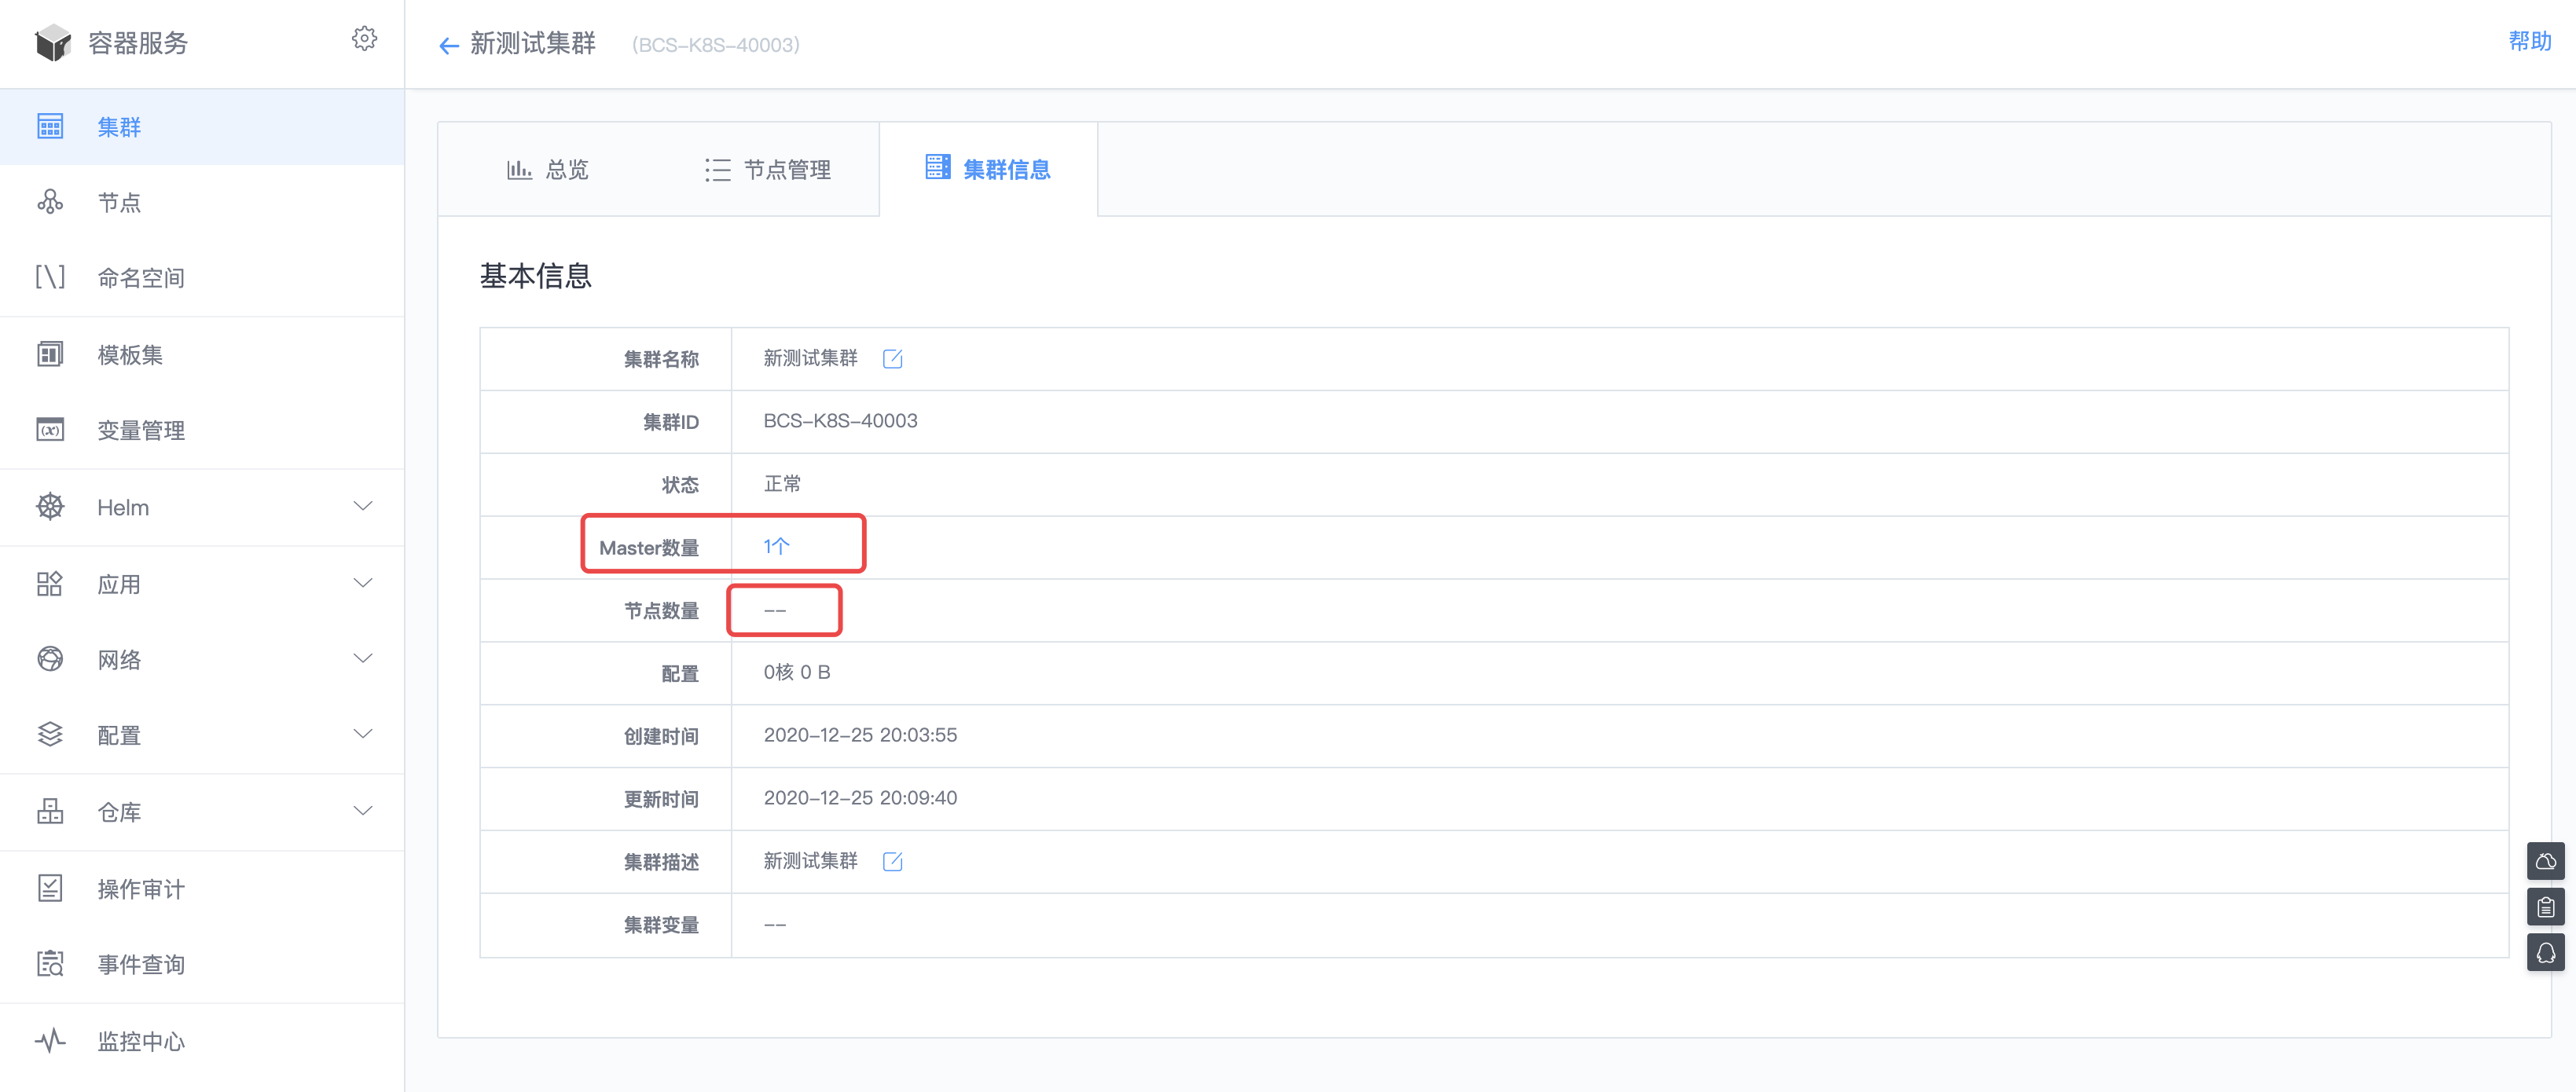 容器服务
新测试集群 (BCS-K8S-40003)
帮助
集群
节点
[\] 命名空间
模板集
(x) 变量管理
Helm
应用
网络
配置
仓库
操作审计
事件查询
监控中心
总览 节点管理 集群信息
基本信息
集群名称 新测试集群
集群ID BCS-K8S-40003
状态 正常
Master数量 1个
节点数量 --
配置 0核 0 B
创建时间 2020-12-25 20:03:55
更新时间 2020-12-25 20:09:40
集群描述 新测试集群
集群变量 --